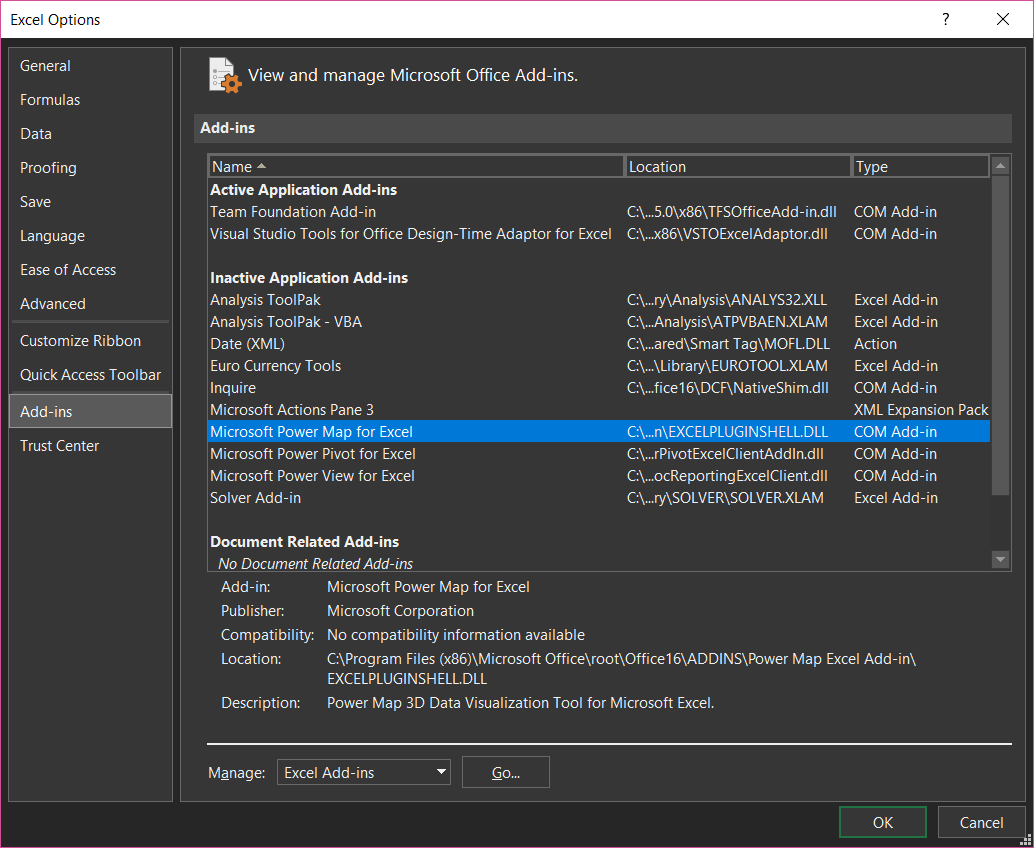 Excel Options
?
General
Formulas
Data
Proofing
Save
Language
Ease of Access
Advanced
Customize Ribbon
Quick Access Toolbar
Add-ins
Trust Center
View and manage Microsoft Office Add-ins.
Add-ins
Name Location Type
Active Application Add-ins
Team Foundation Add-in C:\...5.0\x86\TFSOfficeAdd-in.dll COM Add-in
Visual Studio Tools for Office Design-Time Adaptor for Excel C:\...x86\VSTOExcelAdaptor.dll COM Add-in
Inactive Application Add-ins
Analysis ToolPak C:\...ry\Analysis\ANALYS32.XLL Excel Add-in
Analysis ToolPak - VBA C:\...Analysis\ATPVBAEN.XLAM Excel Add-in
Date (XML) C:\...ared\Smart Tag\MOFL.DLL Action
Euro Currency Tools C:\...\Library\EUROTOOL.XLAM Excel Add-in
Inquire C:\...fice16\DCF\NativeShim.dll COM Add-in
Microsoft Actions Pane 3 XML Expansion Pack
Microsoft Power Map for Excel C:\...n\EXCELPLUGINSHELL.DLL COM Add-in
Microsoft Power Pivot for Excel C:\...rPivotExcelClientAddIn.dll COM Add-in
Microsoft Power View for Excel C:\...ocReportingExcelClient.dll COM Add-in
Solver Add-in C:\...ry\SOLVER\SOLVER.XLAM Excel Add-in
Document Related Add-ins
No Document Related Add-ins
Add-in: Microsoft Power Map for Excel
Publisher: Microsoft Corporation
Compatibility: No compatibility information available
Location: C:\Program Files (x86)\Microsoft Office\root\Office16\ADDINS\Power Map Excel Add-in\
EXCELPLUGINSHELL.DLL
Description: Power Map 3D Data Visualization Tool for Microsoft Excel.
Manage: Excel Add-ins Go...
OK Cancel